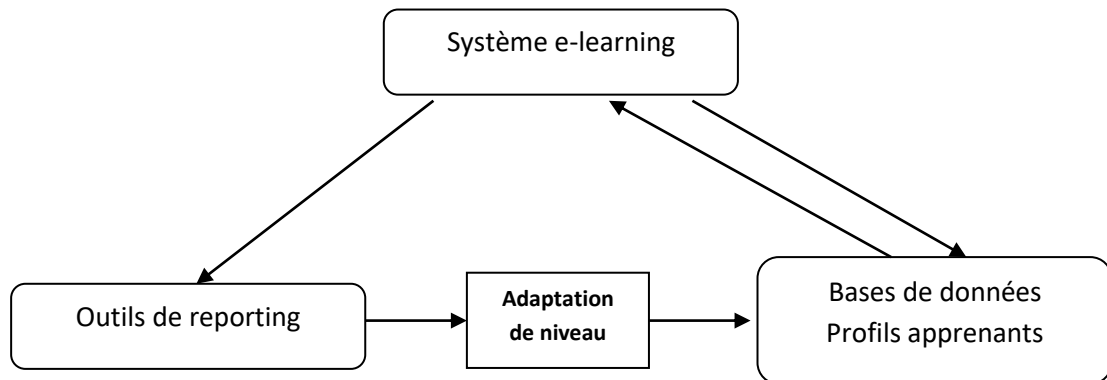 Système e-learning
Outils de reporting
Adaptation
de niveau
Bases de données
Profils apprenants